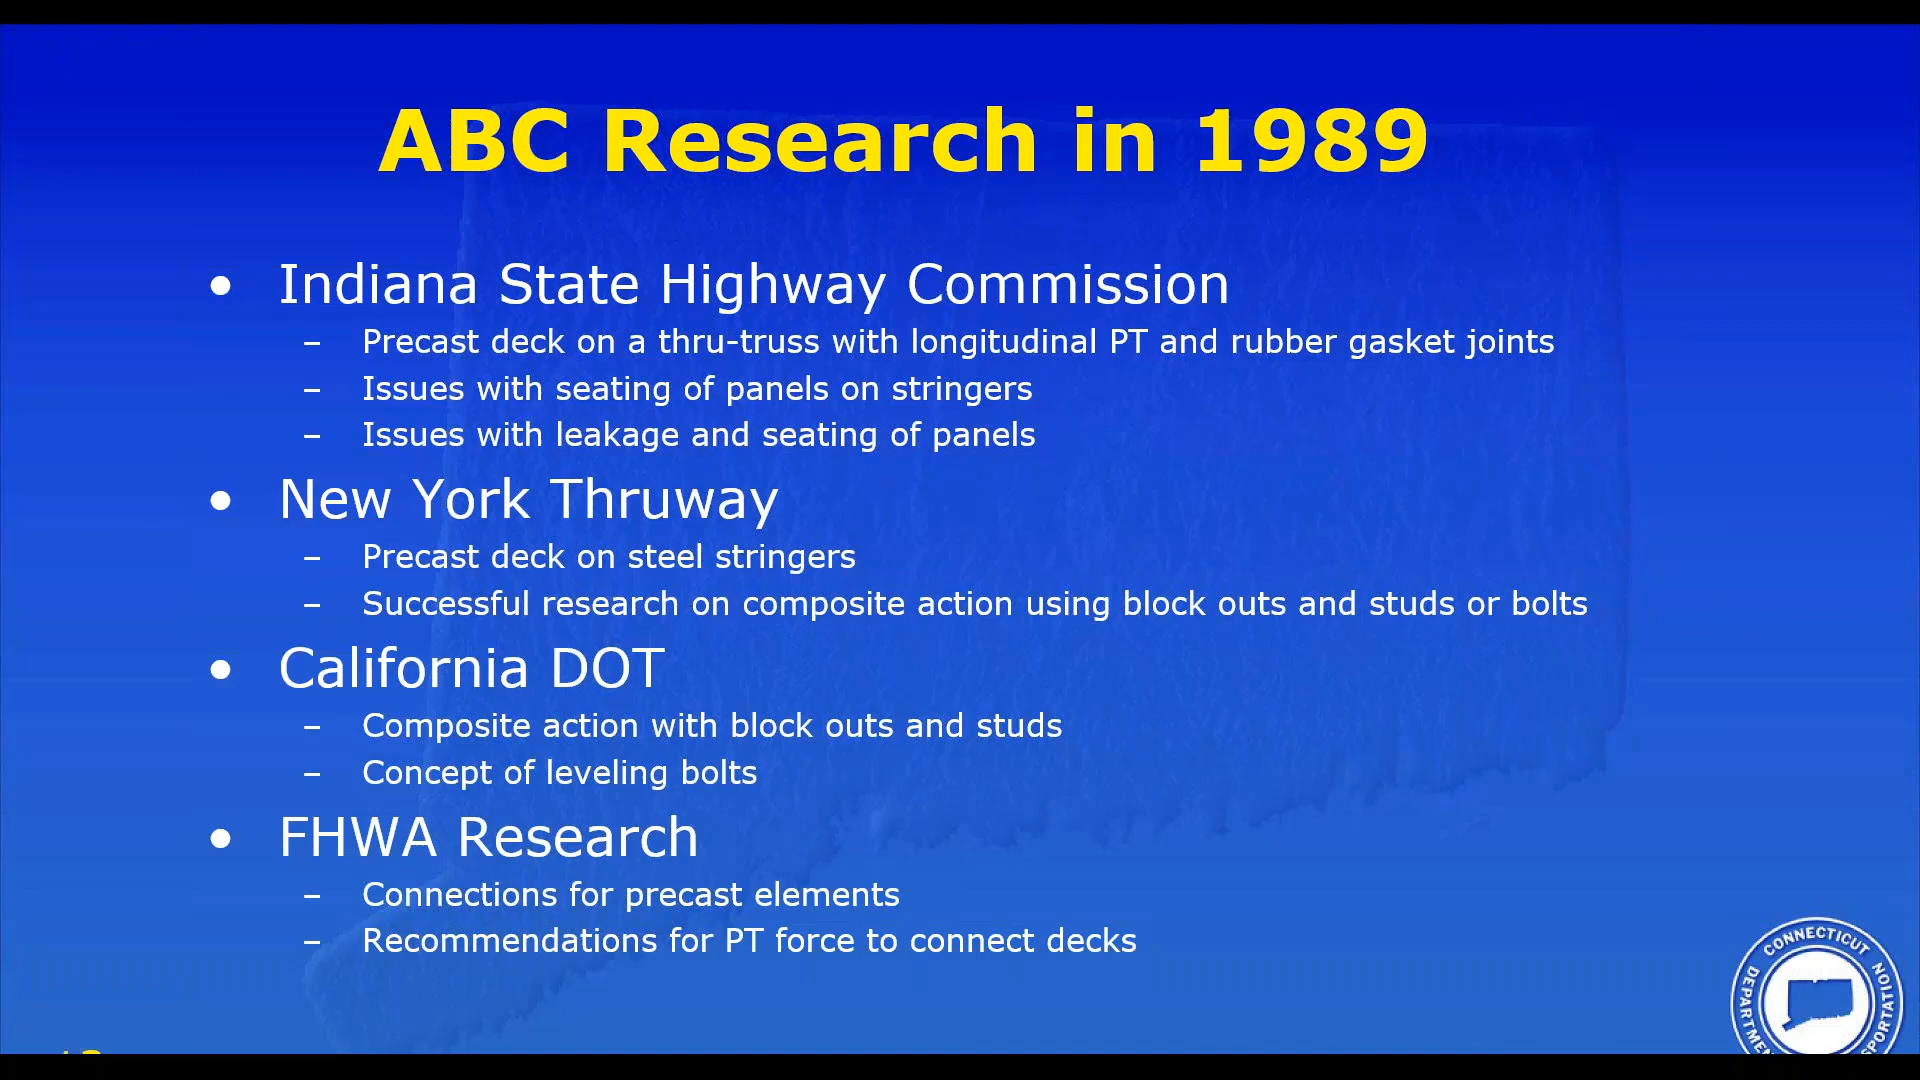 ABC Research in 1989
• Indiana State Highway Commission
– Precast deck on a thru-truss with longitudinal PT and rubber gasket joints
– Issues with seating of panels on stringers
– Issues with leakage and seating of panels
• New York Thruway
– Precast deck on steel stringers
– Successful research on composite action using block outs and studs or bolts
• California DOT
– Composite action with block outs and studs
– Concept of leveling bolts
• FHWA Research
– Connections for precast elements
– Recommendations for PT force to connect decks
CONNECTICUT